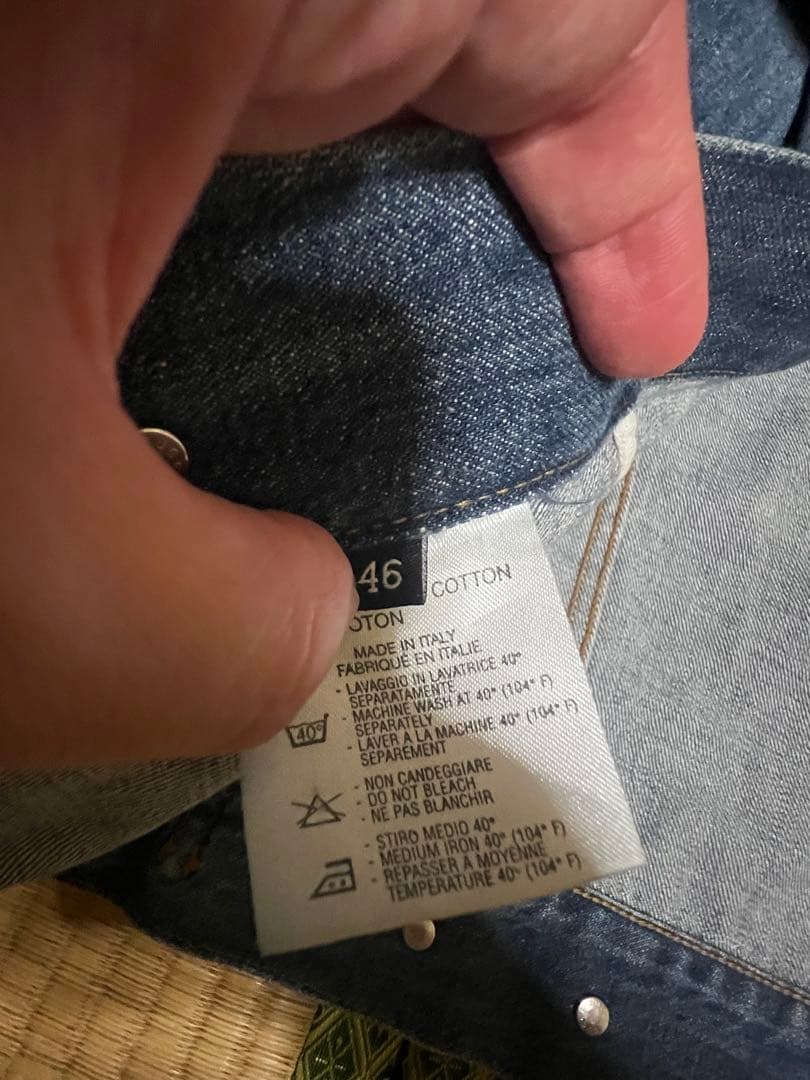 46
COTTON
OTON
MADE IN ITALY
FABRIQUÉ EN ITALIE
- LAVAGGIO IN LAVATRICE 40°
SEPARATAMENTE
- MACHINE WASH AT 40° (104° F)
SEPARATELY
- LAVER A LA MACHINE 40° (104° F)
SEPAREMENT
40°
- NON CANDEGGIARE
- DO NOT BLEACH
- NE PAS BLANCHIR
- STIRO MEDIO 40°
- MEDIUM IRON 40° (104° F)
- REPASSER A MOYENNE
TEMPERATURE 40° (104° F)